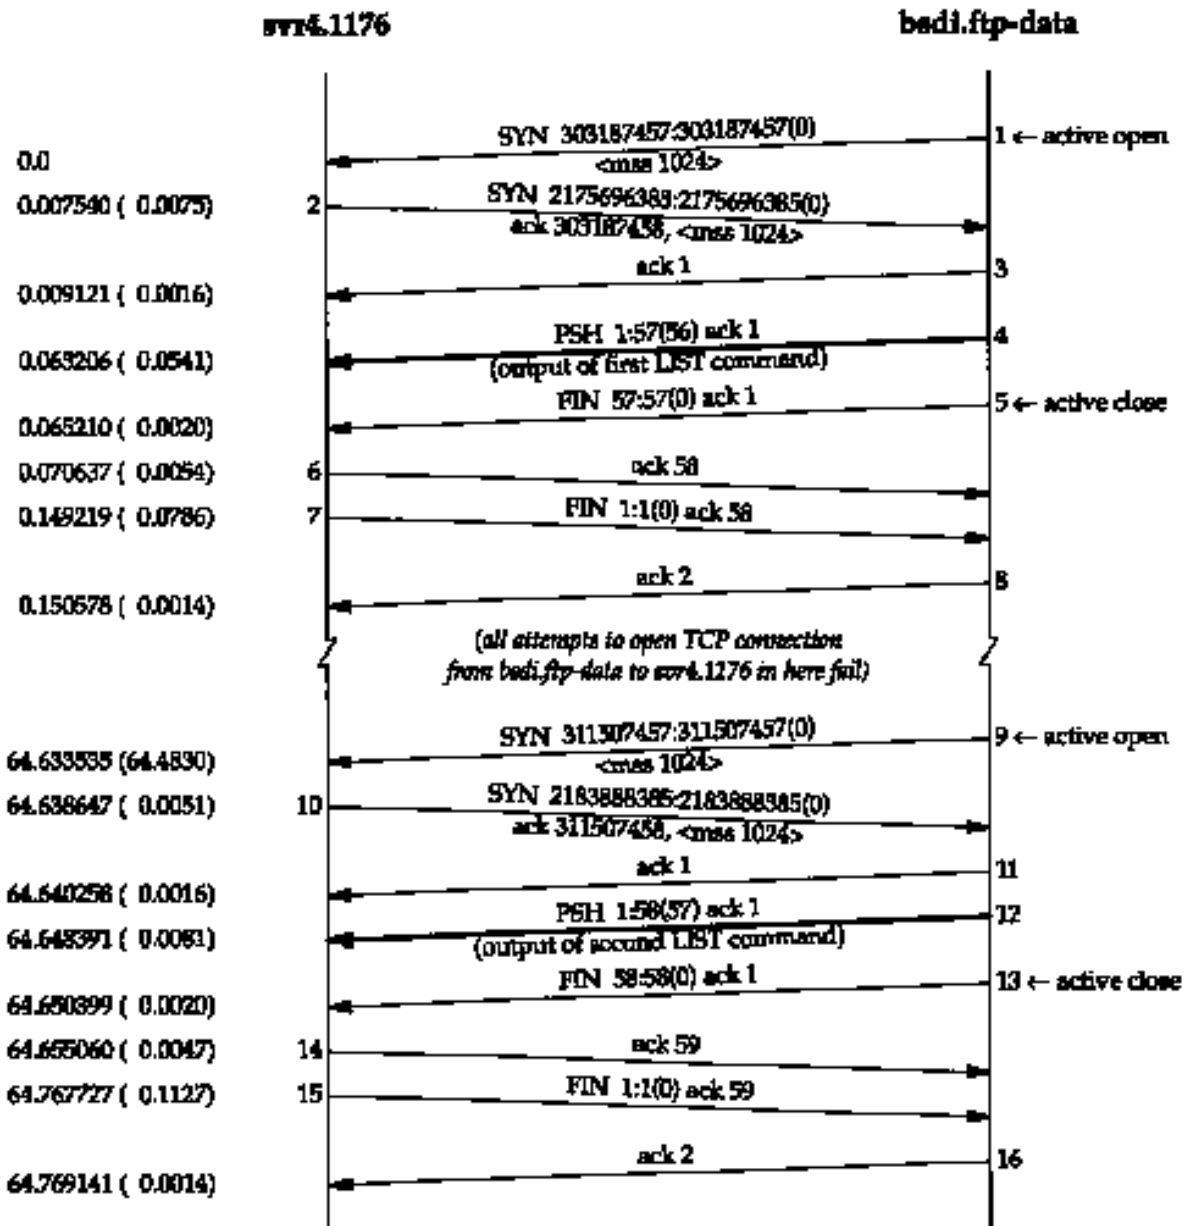 svr4.1176 bsdi.ftp-data
SYN 303187457:303187457(0)
1 ← active open
0.0 <mss 1024>
0.007540 ( 0.0075) 2 SYN 2175696385:2175696385(0)
ack 303187458, <mss 1024>
ack 1 3
0.009121 ( 0.0016)
PSH 1:57(56) ack 1 4
0.063206 ( 0.0541) (output of first LIST command)
FIN 57:57(0) ack 1 5 ← active close
0.065210 ( 0.0020)
0.070637 ( 0.0054) 6 ack 58
0.149219 ( 0.0786) 7 FIN 1:1(0) ack 58
ack 2 8
0.150578 ( 0.0014)
(all attempts to open TCP connection
from bsdi.ftp-data to svr4.1176 in here fail)
SYN 311507457:311507457(0) 9 ← active open
64.633535 (64.4830) <mss 1024>
64.638647 ( 0.0051) 10 SYN 2183888385:2183888385(0)
ack 311507458, <mss 1024>
ack 1 11
64.640258 ( 0.0016)
PSH 1:58(57) ack 1 12
64.648391 ( 0.0081) (output of second LIST command)
FIN 58:58(0) ack 1 13 ← active close
64.650399 ( 0.0020)
64.655060 ( 0.0047) 14 ack 59
64.767727 ( 0.1127) 15 FIN 1:1(0) ack 59
ack 2 16
64.769141 ( 0.0014)